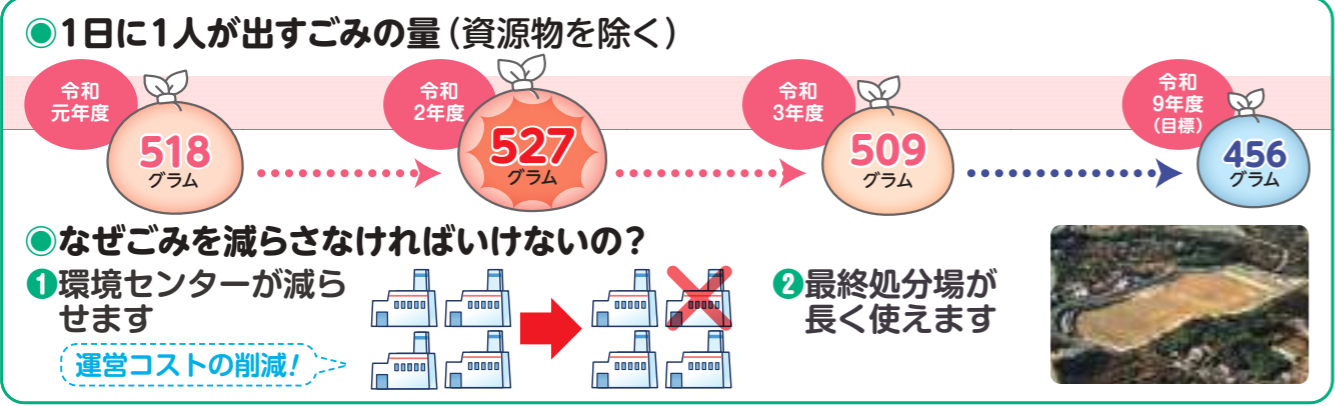 ◉1日に1人が出すごみの量(資源物を除く)
令和
元年度
518
グラム
令和
2年度
527
グラム
令和
3年度
509
グラム
令和
9年度
(目標)
456
グラム
◉なぜごみを減らさなければいけないの?
❶環境センターが減ら
せます
運営コストの削減!
❷最終処分場が
長く使えます